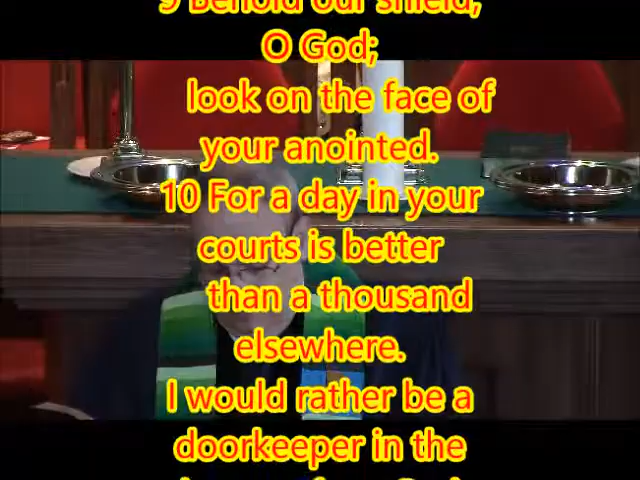 9 Behold our shield,
O God;
look on the face of
your anointed.
10 For a day in your
courts is better
than a thousand
elsewhere.
I would rather be a
doorkeeper in the